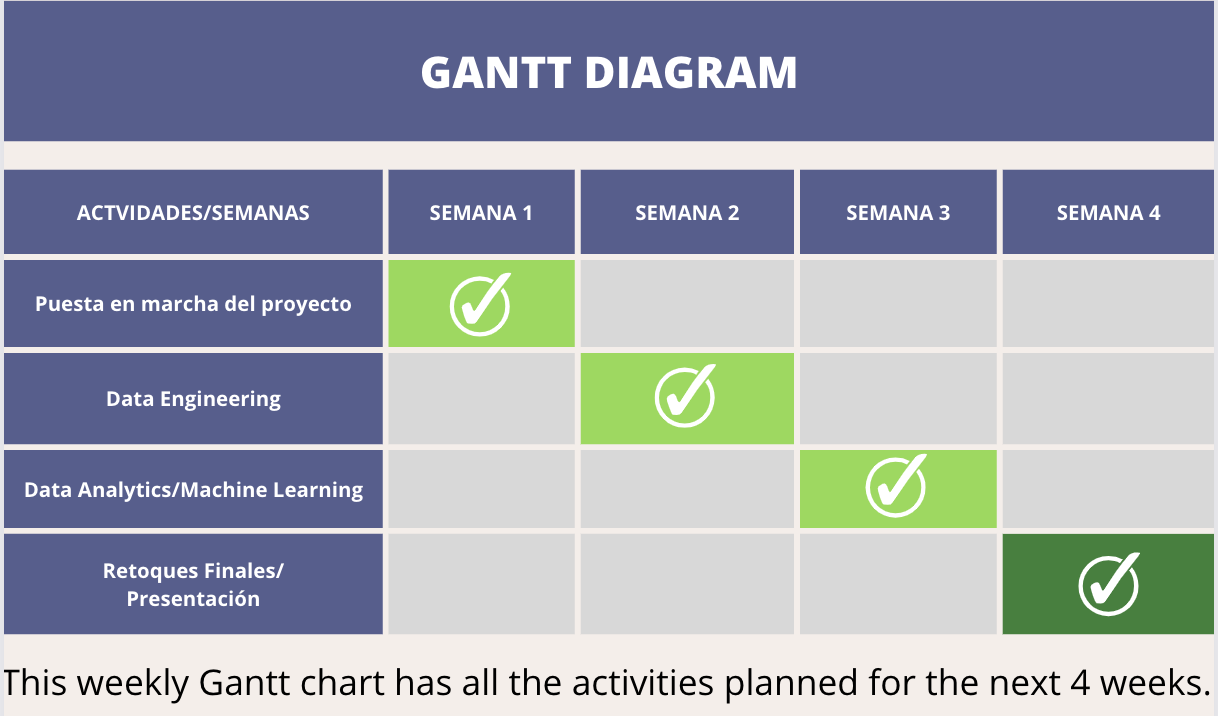 GANTT DIAGRAM
ACTVIDADES/SEMANAS SEMANA 1 SEMANA 2 SEMANA 3 SEMANA 4
Puesta en marcha del proyecto
Data Engineering
Data Analytics/Machine Learning
Retoques Finales/
Presentación
This weekly Gantt chart has all the activities planned for the next 4 weeks.